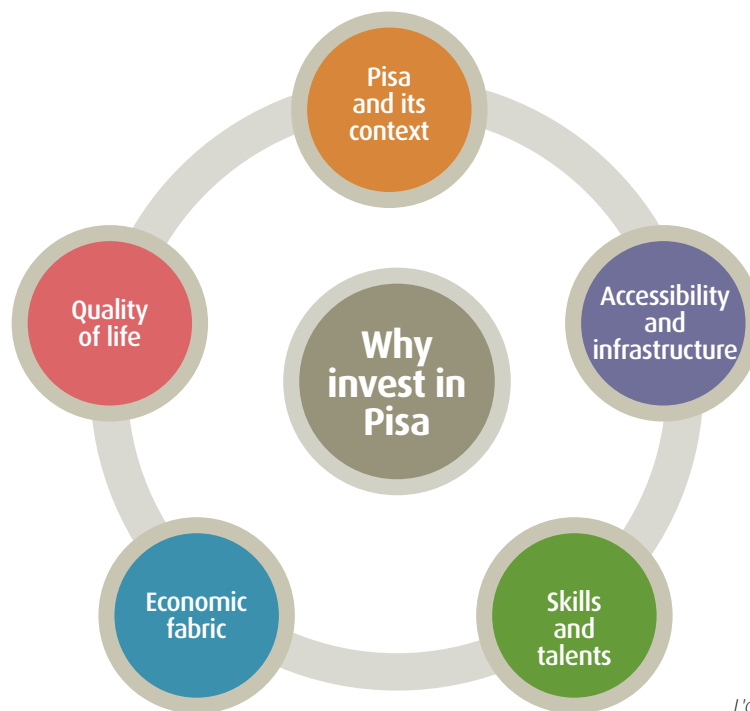 Pisa
and its
context
Quality
of life
Accessibility
and
infrastructure
Why
invest in
Pisa
Economic
fabric
Skills
and
talents